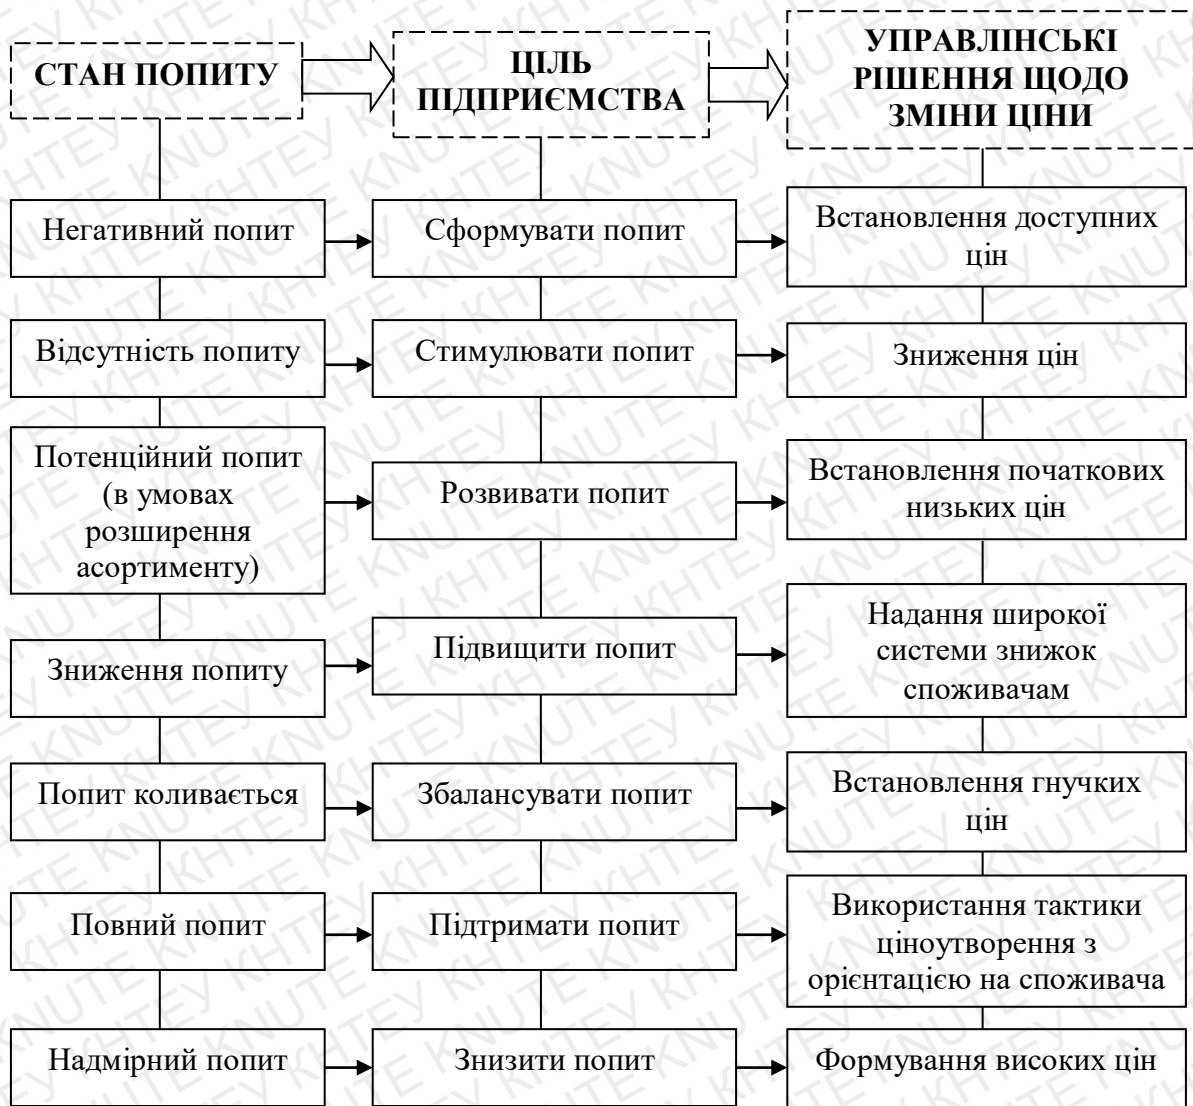 СТАН ПОПИТУ
ЦІЛЬ
ПІДПРИЄМСТВА
УПРАВЛІНСЬКІ
РІШЕННЯ ЩОДО
ЗМІНИ ЦІНИ
Негативний попит
Сформувати попит
Встановлення доступних
цін
Відсутність попиту
Стимулювати попит
Зниження цін
Потенційний попит
(в умовах
розширення
асортименту)
Розвивати попит
Встановлення початкових
низьких цін
Зниження попиту
Підвищити попит
Надання широкої
системи знижок
споживачам
Попит коливається
Збалансувати попит
Встановлення гнучких
цін
Повний попит
Підтримати попит
Використання тактики
ціноутворення з
орієнтацією на споживача
Надмірний попит
Знизити попит
Формування високих цін